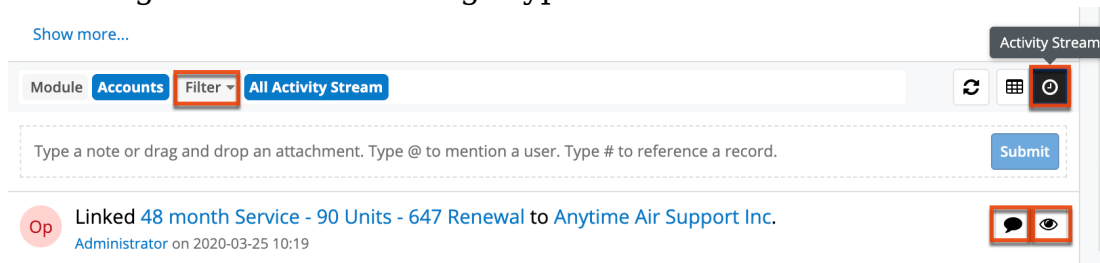 Show more...
Activity Stream
Module Accounts Filter All Activity Stream
Type a note or drag and drop an attachment. Type @ to mention a user. Type # to reference a record.
Submit
Op
Linked 48 month Service - 90 Units - 647 Renewal to Anytime Air Support Inc.
Administrator on 2020-03-25 10:19